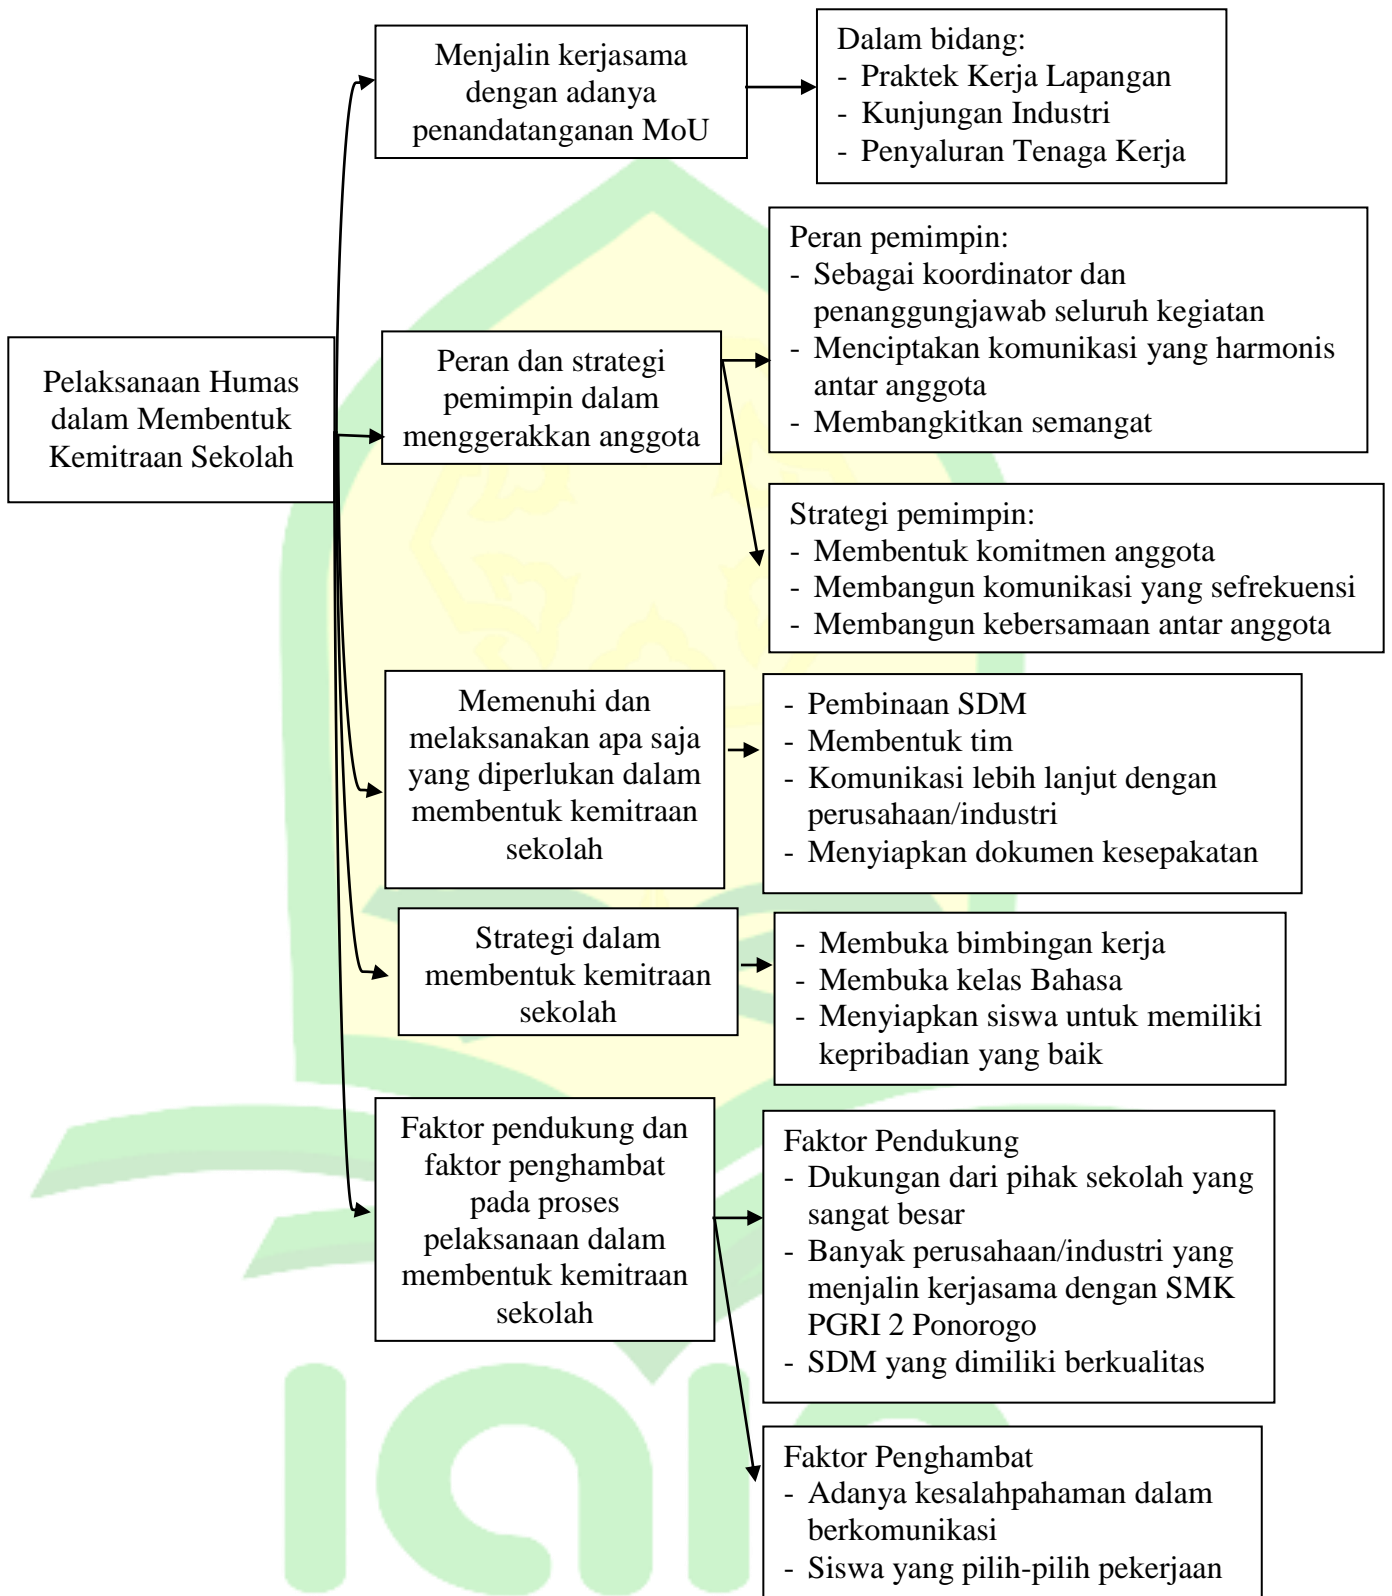 Pelaksanaan Humas
dalam Membentuk
Kemitraan Sekolah
Menjalin kerjasama
dengan adanya
penandatanganan MoU
Dalam bidang:
- Praktek Kerja Lapangan
- Kunjungan Industri
- Penyaluran Tenaga Kerja
Peran dan strategi
pemimpin dalam
menggerakkan anggota
Peran pemimpin:
- Sebagai koordinator dan
penanggungjawab seluruh kegiatan
- Menciptakan komunikasi yang harmonis
antar anggota
- Membangkitkan semangat
Strategi pemimpin:
- Membentuk komitmen anggota
- Membangun komunikasi yang sefrekuensi
- Membangun kebersamaan antar anggota
Memenuhi dan
melaksanakan apa saja
yang diperlukan dalam
membentuk kemitraan
sekolah
- Pembinaan SDM
- Membentuk tim
- Komunikasi lebih lanjut dengan
perusahaan/industri
- Menyiapkan dokumen kesepakatan
Strategi dalam
membentuk kemitraan
sekolah
- Membuka bimbingan kerja
- Membuka kelas Bahasa
- Menyiapkan siswa untuk memiliki
kepribadian yang baik
Faktor pendukung dan
faktor penghambat
pada proses
pelaksanaan dalam
membentuk kemitraan
sekolah
Faktor Pendukung
- Dukungan dari pihak sekolah yang
sangat besar
- Banyak perusahaan/industri yang
menjalin kerjasama dengan SMK
PGRI 2 Ponorogo
- SDM yang dimiliki berkualitas
Faktor Penghambat
- Adanya kesalahpahaman dalam
berkomunikasi
- Siswa yang pilih-pilih pekerjaan